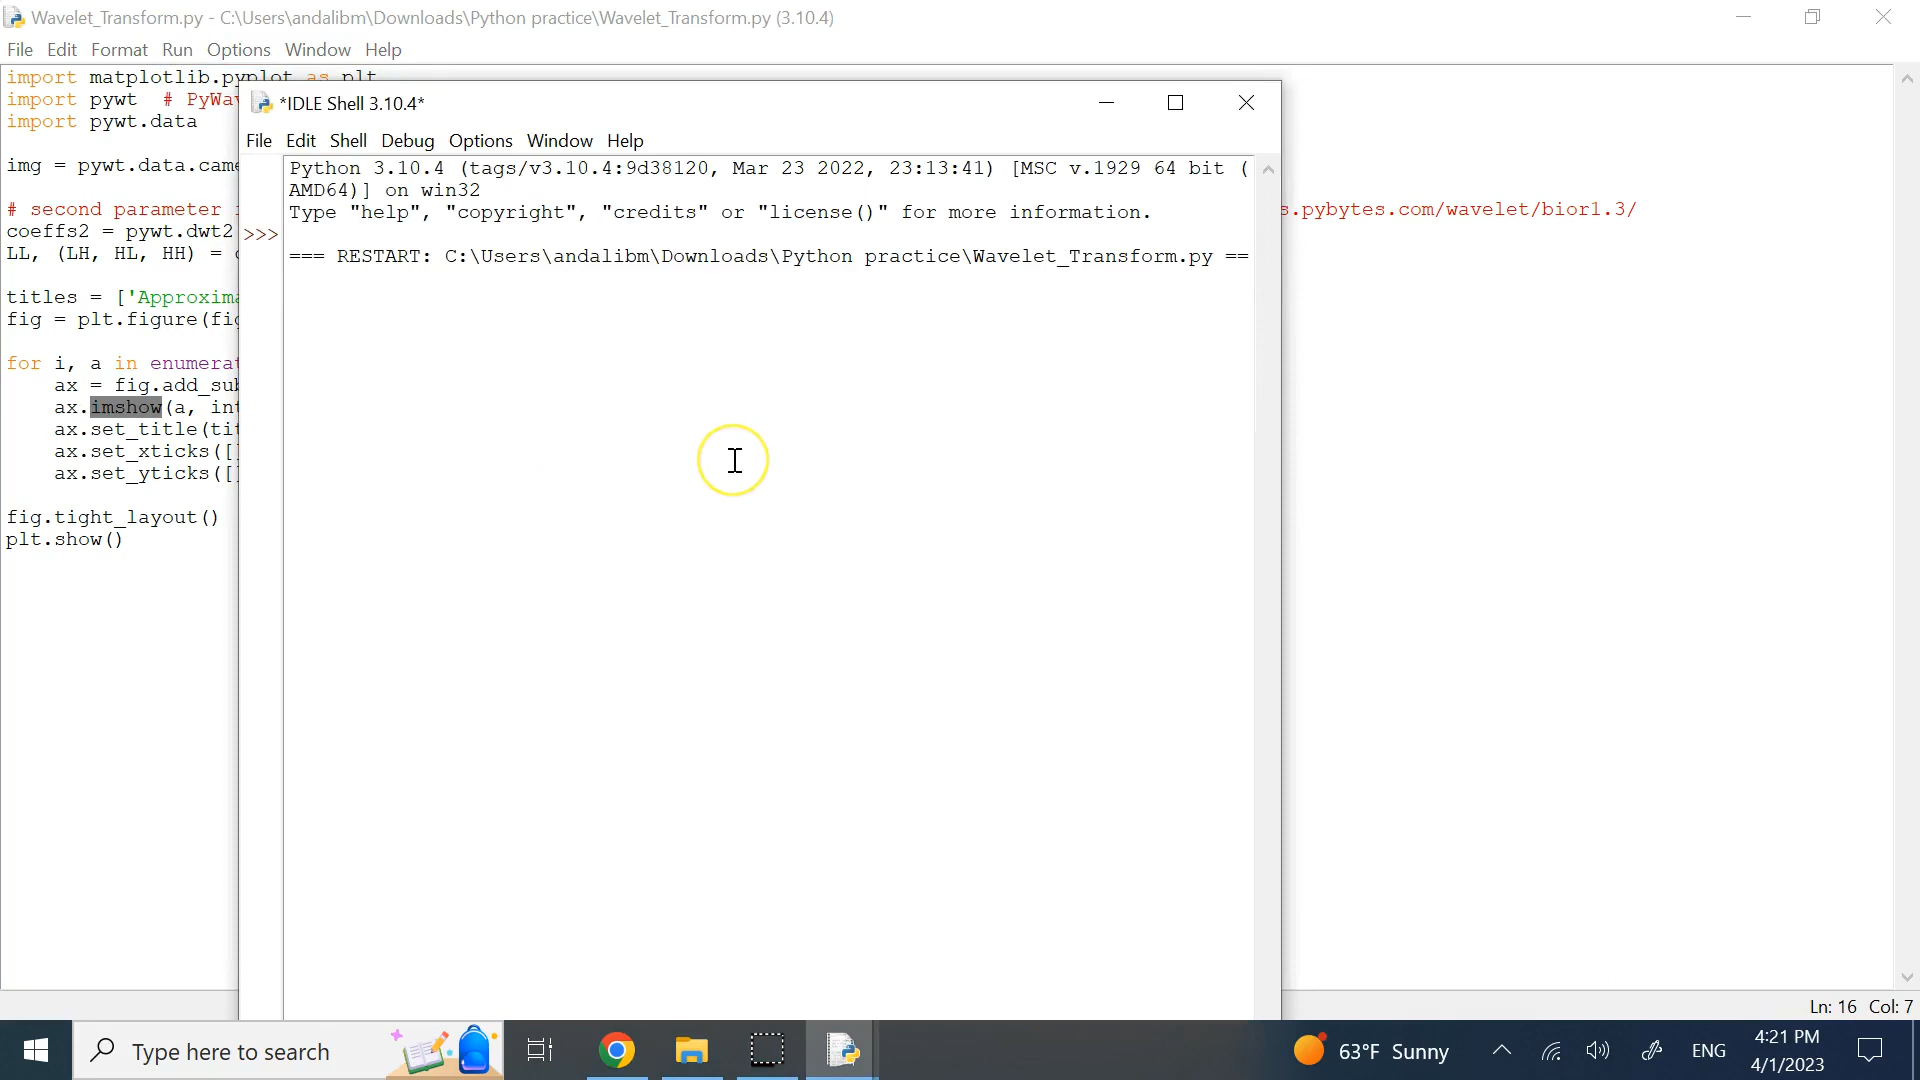 Wavelet_Transform.py - C:\Users\andalibm\Downloads\Python practice\Wavelet_Transform.py (3.10.4)
File Edit Format Run Options Window Help
import matplotlib.pyplot as plt
import pywt # PyWav
import pywt.data
img = pywt.data.came
# second parameter
s.pybytes.com/wavelet/bior1.3/
coeffs2 = pywt.dwt2
LL, (LH, HL, HH) =
titles = ['Approxima
fig = plt.figure(fig
for i, a in enumerat
ax = fig.add_sub
ax.imshow(a, int
ax.set_title(tit
ax.set_xticks([
ax.set_yticks([
fig.tight_layout()
plt.show()
*IDLE Shell 3.10.4*
File Edit Shell Debug Options Window Help
Python 3.10.4 (tags/v3.10.4:9d38120, Mar 23 2022, 23:13:41) [MSC v.1929 64 bit (
AMD64)] on win32
Type "help", "copyright", "credits" or "license()" for more information.
>>>
=== RESTART: C:\Users\andalibm\Downloads\Python practice\Wavelet_Transform.py ==
Ln: 16 Col: 7
Type here to search
63°F Sunny
ENG
4:21 PM
4/1/2023